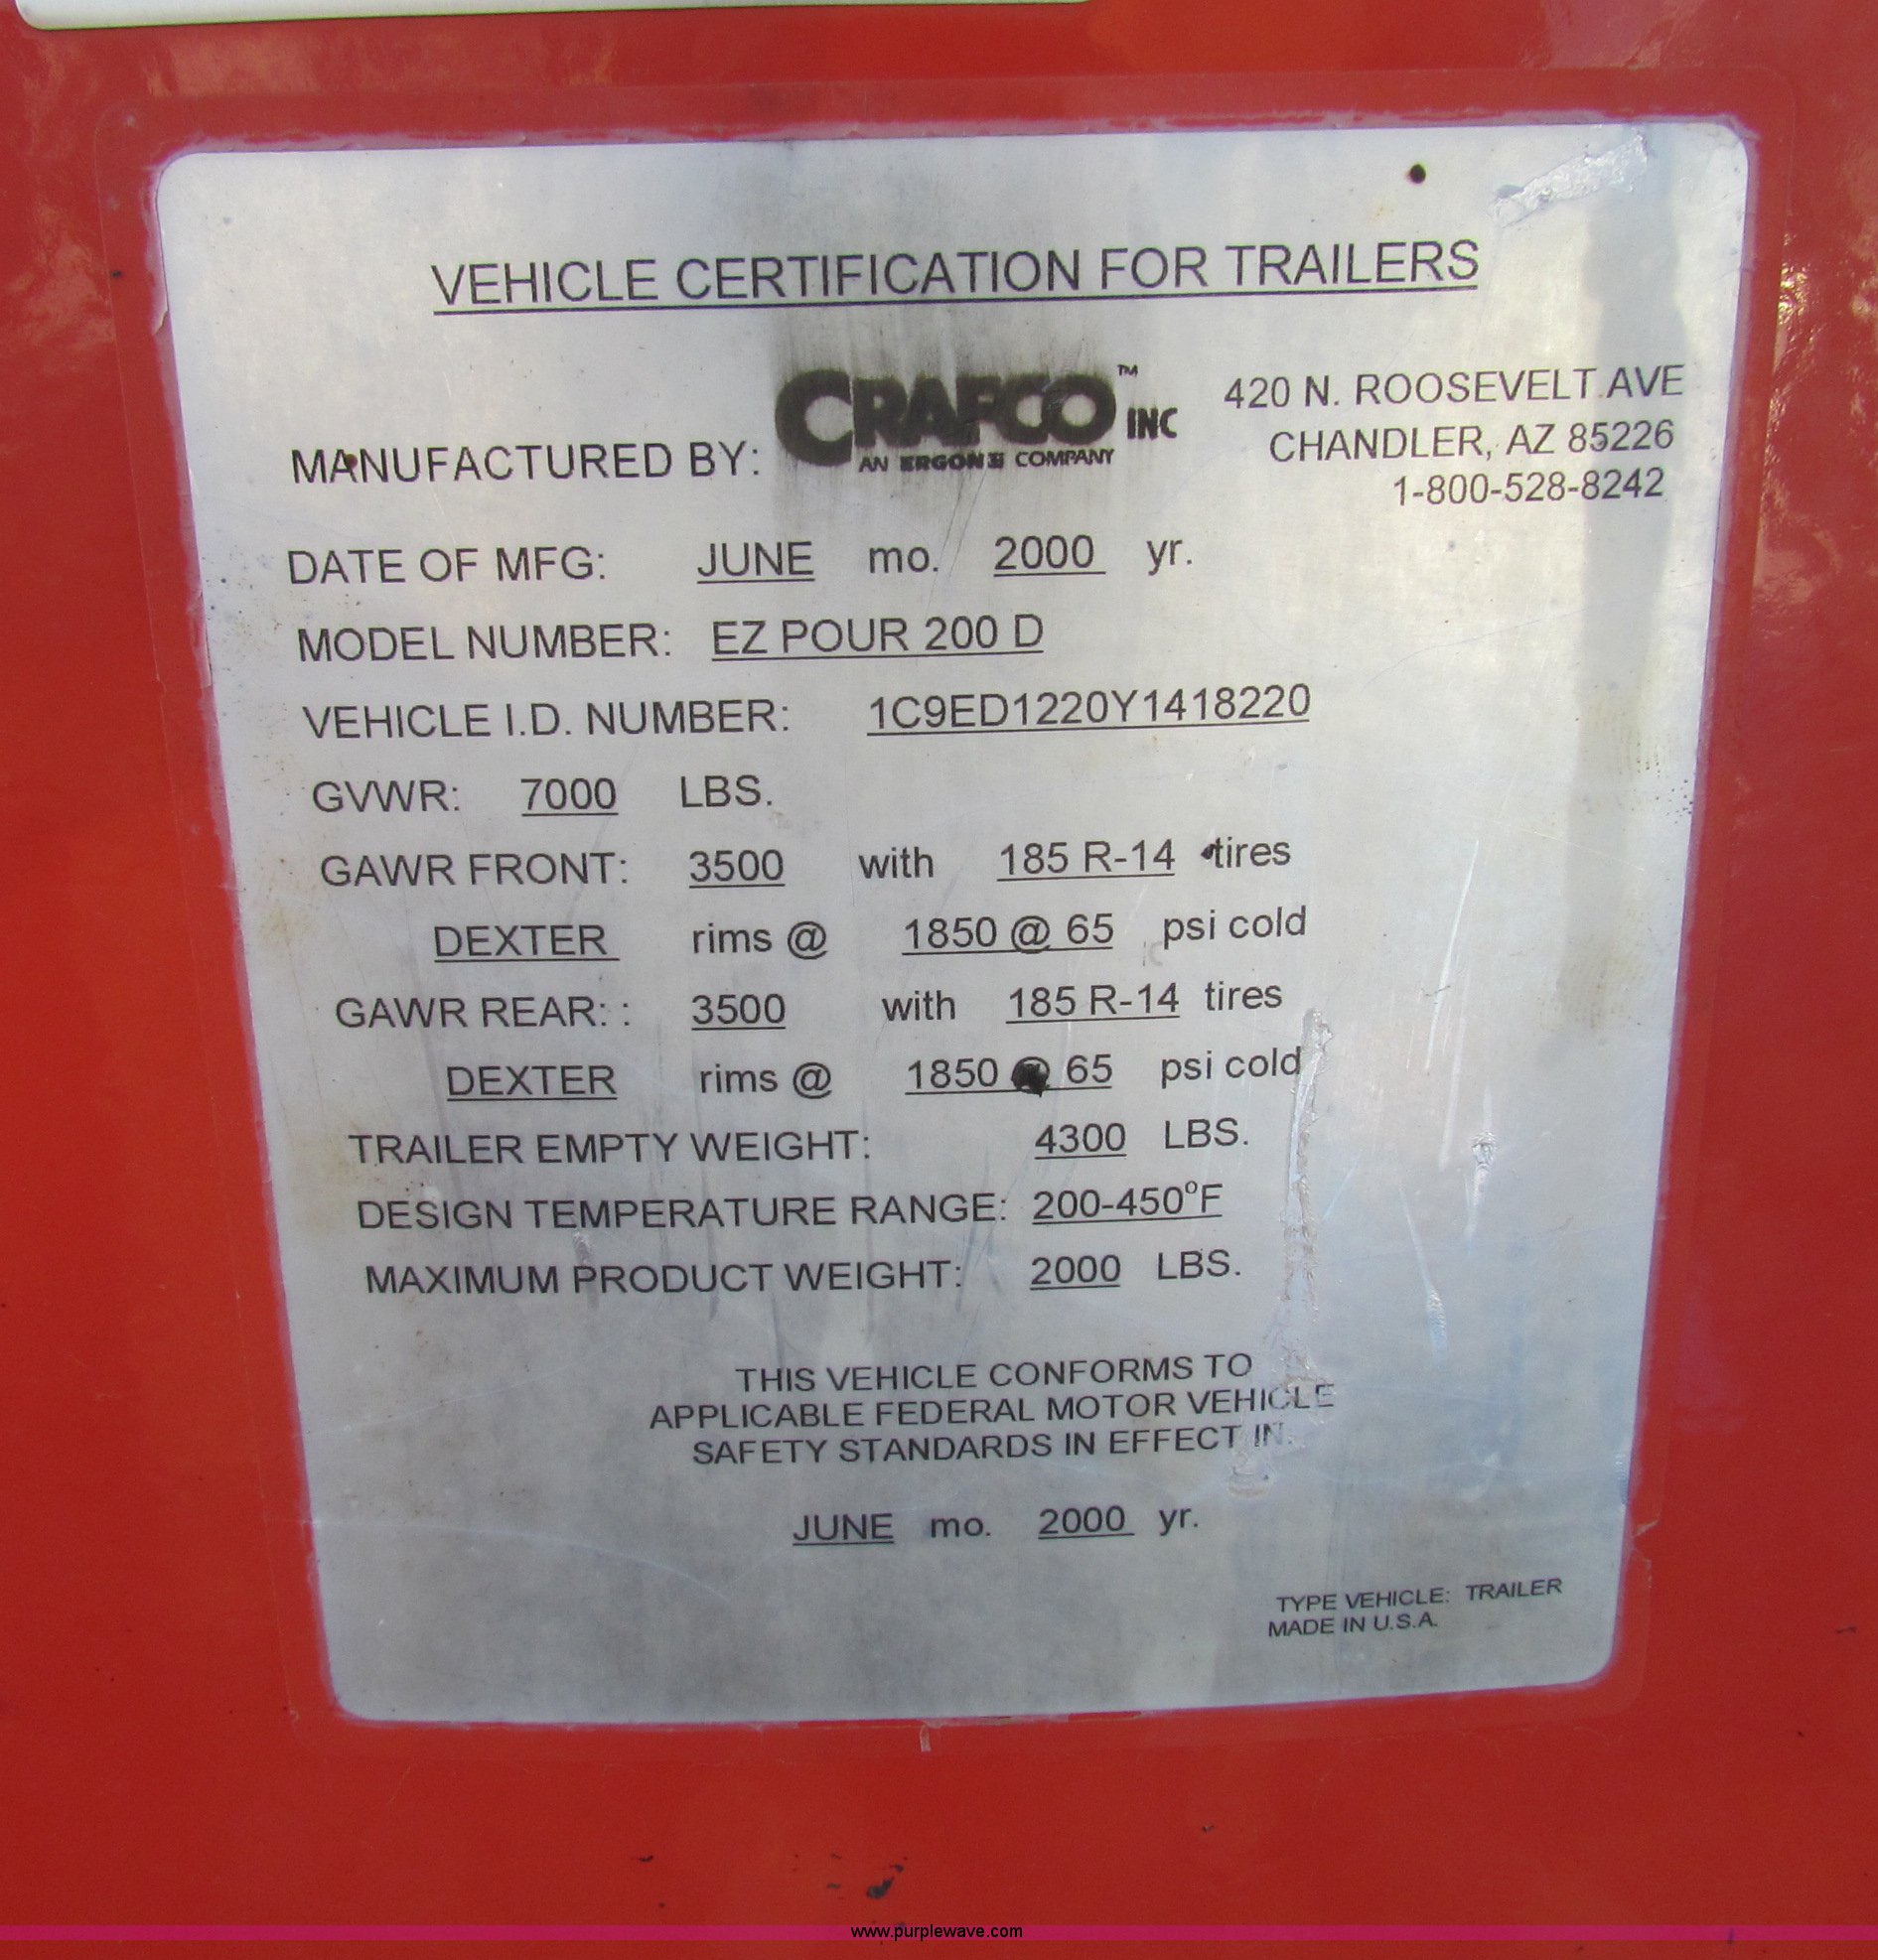 VEHICLE CERTIFICATION FOR TRAILERS
MANUFACTURED BY: CRAFCO™ INC
AN ERGON COMPANY
420 N. ROOSEVELT AVE
CHANDLER, AZ 85226
1-800-528-8242
DATE OF MFG: JUNE mo. 2000 yr.
MODEL NUMBER: EZ POUR 200 D
VEHICLE I.D. NUMBER: 1C9ED1220Y1418220
GVWR: 7000 LBS.
GAWR FRONT: 3500 with 185 R-14 tires
DEXTER rims @ 1850 @ 65 psi cold
GAWR REAR: : 3500 with 185 R-14 tires
DEXTER rims @ 1850 @ 65 psi cold
TRAILER EMPTY WEIGHT: 4300 LBS.
DESIGN TEMPERATURE RANGE: 200-450°F
MAXIMUM PRODUCT WEIGHT: 2000 LBS.
THIS VEHICLE CONFORMS TO
APPLICABLE FEDERAL MOTOR VEHICLE
SAFETY STANDARDS IN EFFECT IN:
JUNE mo. 2000 yr.
TYPE VEHICLE: TRAILER
MADE IN U.S.A.
www.purplewave.com